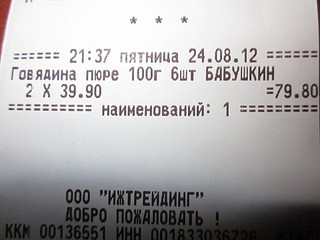 * * *
====== 21:37 пятница 24.08.12 ======
Говядина пюре 100г 6шт БАБУШКИН
2 X 39.90 =79.80
========== наименований: 1 ==========
ООО "ИЖТРЕЙДИНГ"
ДОБРО ПОЖАЛОВАТЬ !
ККМ 00136551 ИНН 001833036726